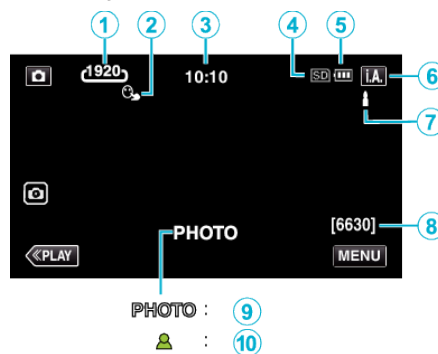 1 2 3 4 5
1920 10:10 SD i.A. 6
7
[6630] 8
PHOTO
≪PLAY MENU
PHOTO : 9
: 10